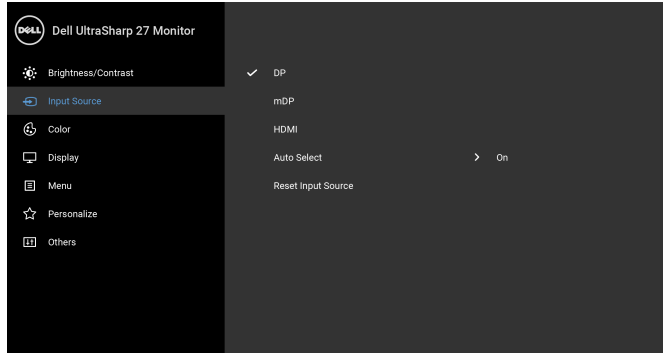 DELL Dell UltraSharp 27 Monitor
Brightness/Contrast
Input Source
Color
Display
Menu
Personalize
Others
DP
mDP
HDMI
Auto Select On
Reset Input Source